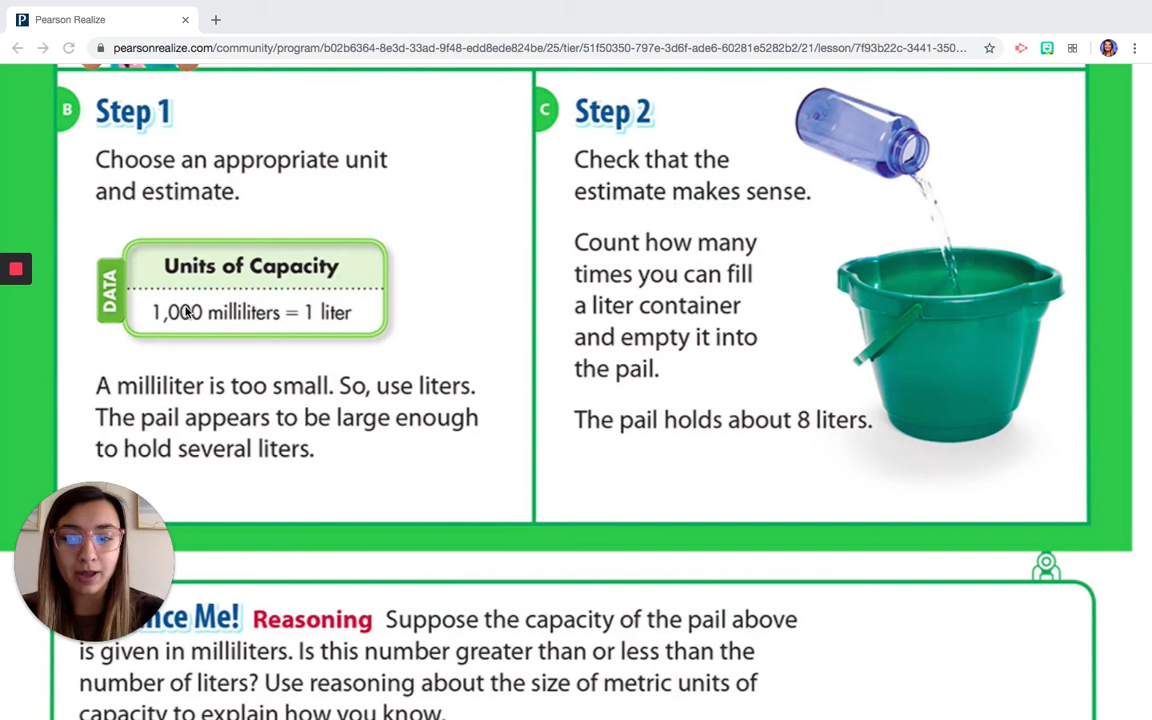 Pearson Realize
pearsonrealize.com/community/program/b02b6364-8e3d-33ad-9f48-edd8ede824be/25/tier/51f50350-797e-3d6f-ade6-60281e5282b2/21/lesson/7f93b22c-3441-350...
B
Step 1
Choose an appropriate unit
and estimate.
DATA
Units of Capacity
1,000 milliliters = 1 liter
A milliliter is too small. So, use liters.
The pail appears to be large enough
to hold several liters.
C
Step 2
Check that the
estimate makes sense.
Count how many
times you can fill
a liter container
and empty it into
the pail.
The pail holds about 8 liters.
Me! Reasoning Suppose the capacity of the pail above
is given in milliliters. Is this number greater than or less than the
number of liters? Use reasoning about the size of metric units of
capacity to explain how you know.